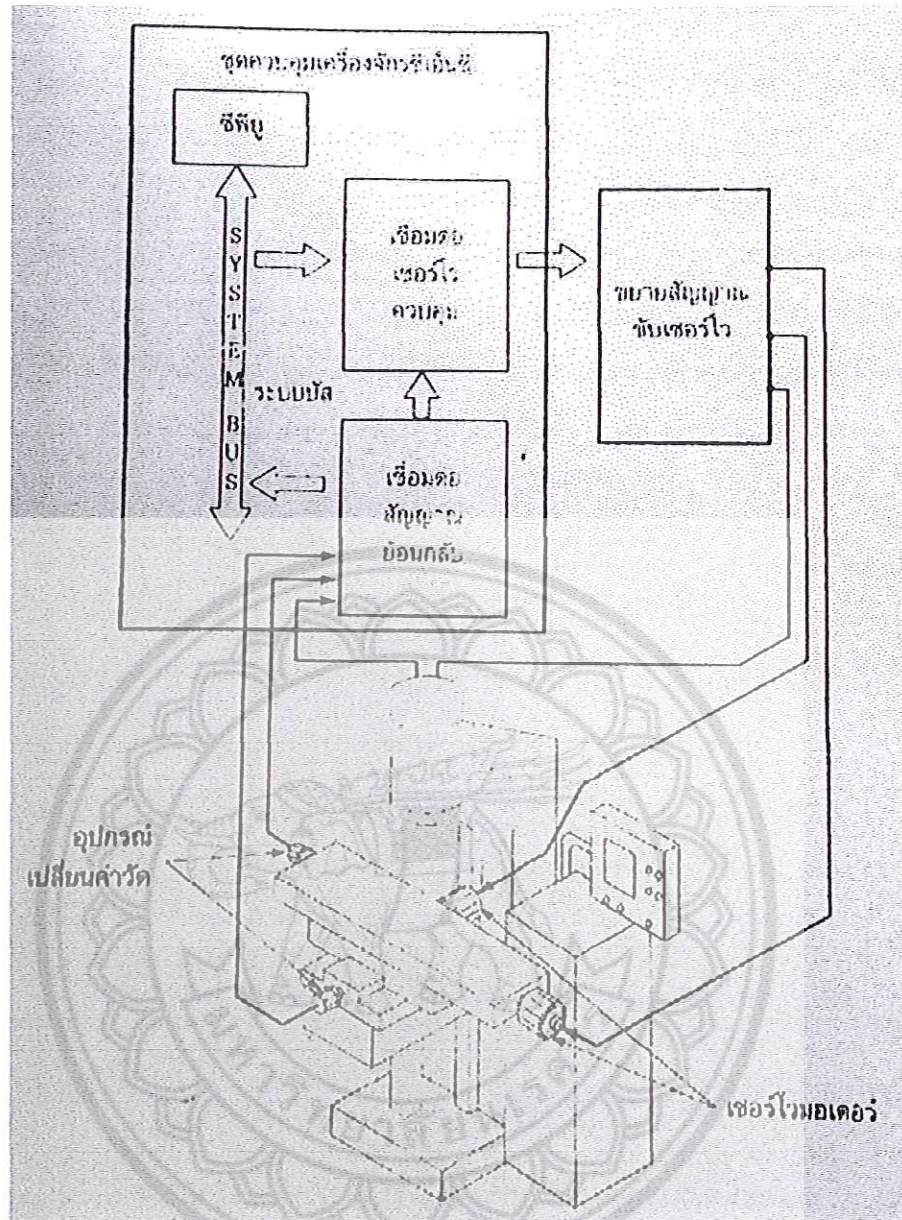 ชุดควบคุมเครื่องจักรซีเอ็นซี
ซีพียู
SYSTEM BUS
ระบบบัส
เชื่อมต่อ
เซอร์โว
ควบคุม
ขยายสัญญาณ
ขับเซอร์โว
เชื่อมต่อ
สัญญาณ
ย้อนกลับ
อุปกรณ์
เปลี่ยนค่าวัด
เซอร์โวมอเตอร์